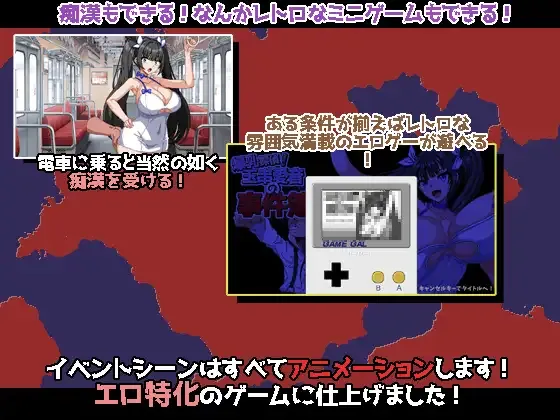 痴漢もできる！なんかレトロなミニゲームもできる！
ある条件が揃えばレトロな
雰囲気満載のエロゲーが遊べる
！
電車に乗ると当然の如く
痴漢を受ける！
の
事件
GAME GAL
B A
キャンセルキーでタイトルへ！
イベントシーンはすべてアニメーションします！
エロ特化のゲームに仕上げました！